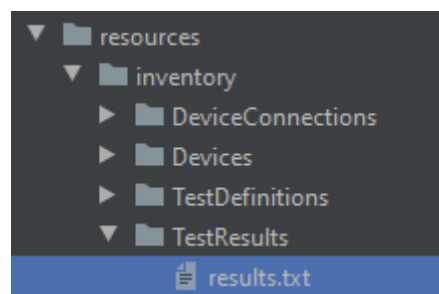 resources
inventory
DeviceConnections
Devices
TestDefinitions
TestResults
results.txt